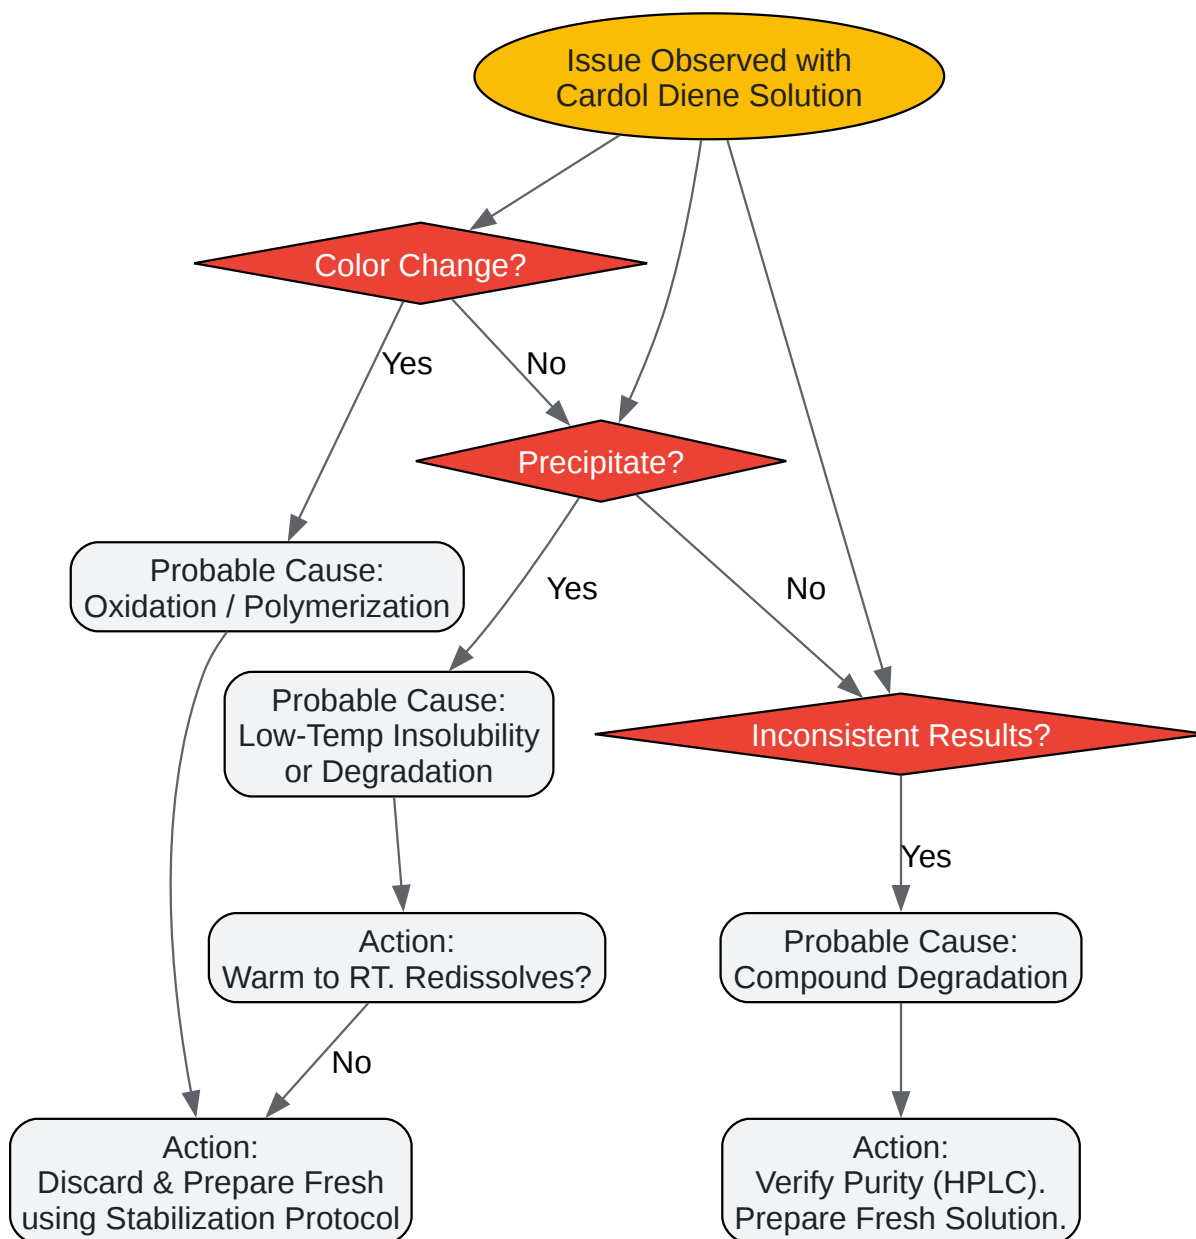 Issue Observed with
Cardol Diene Solution
Color Change?
Yes
No
Precipitate?
Probable Cause:
Oxidation / Polymerization
Yes
No
Probable Cause:
Low-Temp Insolubility
or Degradation
Inconsistent Results?
Yes
Action:
Warm to RT. Redissolves?
Probable Cause:
Compound Degradation
No
Action:
Discard & Prepare Fresh
using Stabilization Protocol
Action:
Verify Purity (HPLC).
Prepare Fresh Solution.